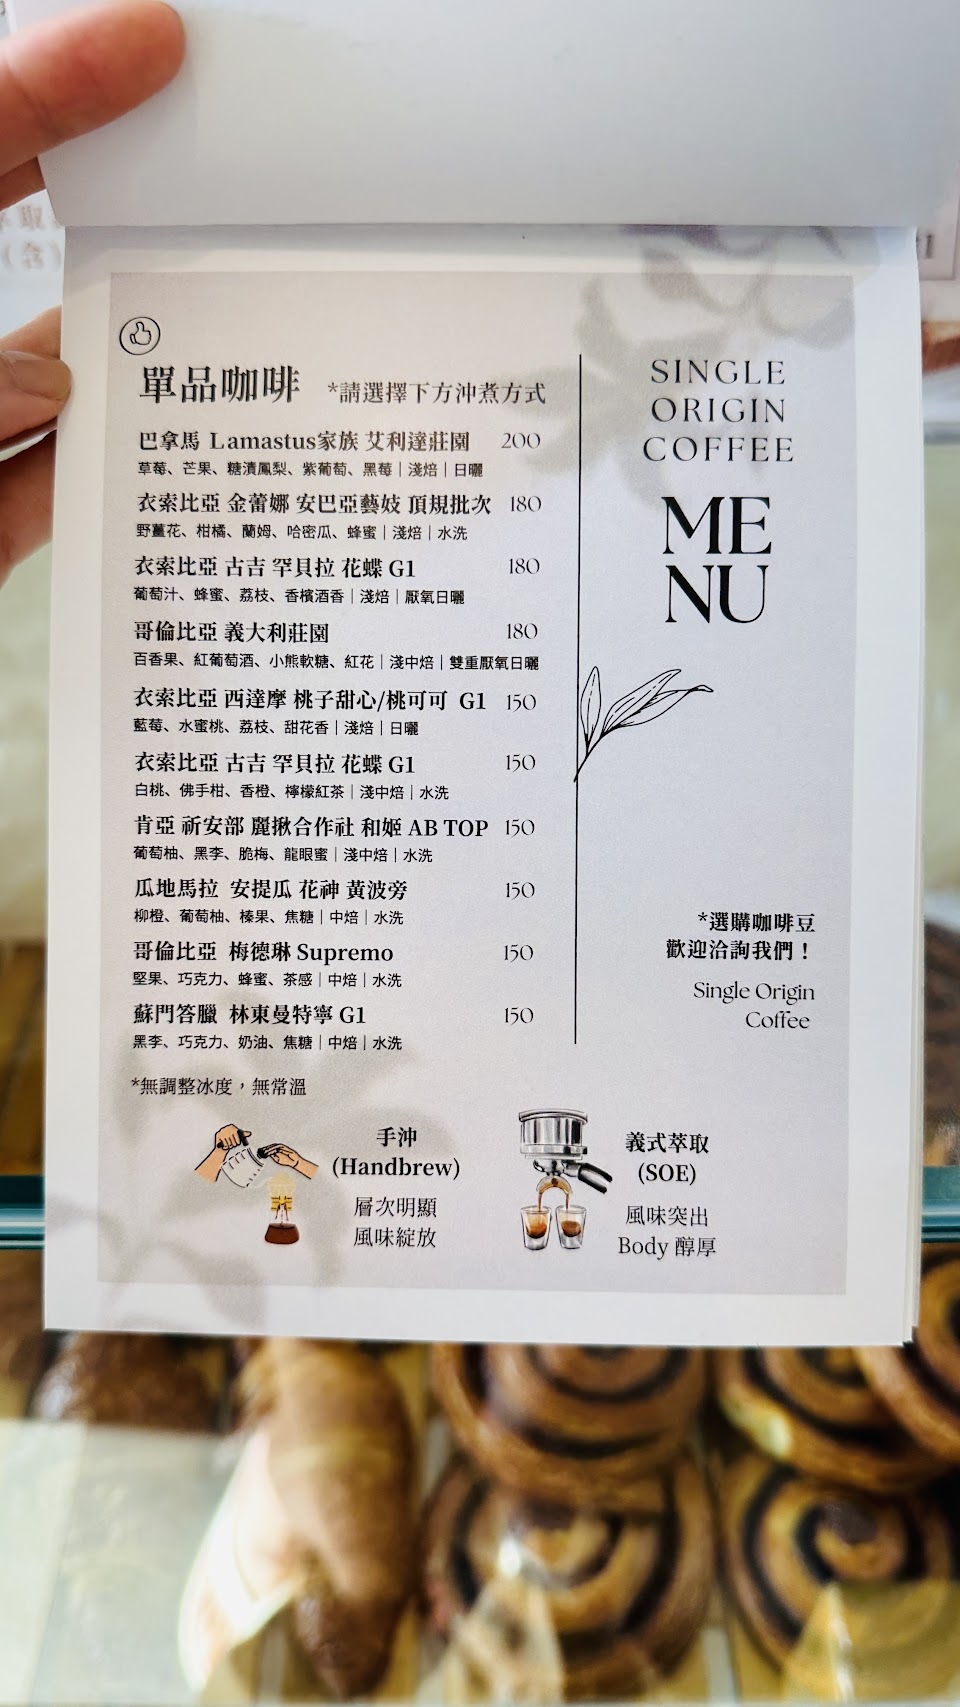 單品咖啡 *請選擇下方沖煮方式
巴拿馬 Lamastus家族 艾利達莊園 200
草莓、芒果、糖漬鳳梨、紫葡萄、黑莓｜淺焙｜日曬
衣索比亞 金蕾娜 安巴亞藝妓 頂規批次 180
野薑花、柑橘、蘭姆、哈密瓜、蜂蜜｜淺焙｜水洗
衣索比亞 古吉 罕貝拉 花蝶 G1 180
葡萄汁、蜂蜜、荔枝、香檳酒香｜淺焙｜厭氧日曬
哥倫比亞 義大利莊園 180
百香果、紅葡萄酒、小熊軟糖、紅花｜淺中焙｜雙重厭氧日曬
衣索比亞 西達摩 桃子甜心/桃可可 G1 150
藍莓、水蜜桃、荔枝、甜花香｜淺焙｜日曬
衣索比亞 古吉 罕貝拉 花蝶 G1 150
白桃、佛手柑、香橙、檸檬紅茶｜淺中焙｜水洗
肯亞 祈安部 麗揪合作社 和姬 AB TOP 150
葡萄柚、黑李、脆梅、龍眼蜜｜淺中焙｜水洗
瓜地馬拉 安提瓜 花神 黃波旁 150
柳橙、葡萄柚、榛果、焦糖｜中焙｜水洗
哥倫比亞 梅德琳 Supremo 150
堅果、巧克力、蜂蜜、茶感｜中焙｜水洗
蘇門答臘 林東曼特寧 G1 150
黑李、巧克力、奶油、焦糖｜中焙｜水洗
*無調整冰度，無常溫
手沖
(Handbrew)
層次明顯
風味綻放
義式萃取
(SOE)
風味突出
Body 醇厚
SINGLE
ORIGIN
COFFEE
ME
NU
*選購咖啡豆
歡迎洽詢我們！
Single Origin
Coffee